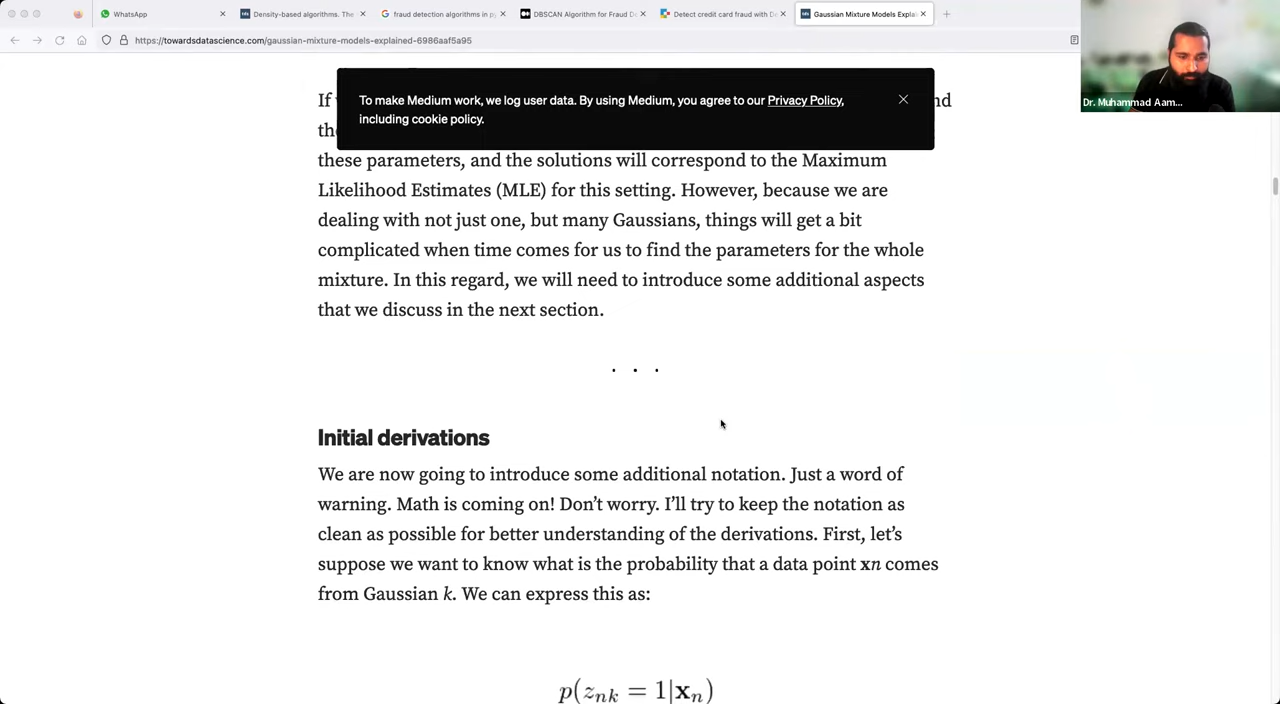 WhatsApp
Density-based algorithms. The
fraud detection algorithms in p
DBSCAN Algorithm for Fraud D
Detect credit card fraud with De
Gaussian Mixture Models Expla
https://towardsdatascience.com/gaussian-mixture-models-explained-6986aaf5a95
Dr. Muhammad Aam...
To make Medium work, we log user data. By using Medium, you agree to our Privacy Policy,
including cookie policy.
If
nd
the
these parameters, and the solutions will correspond to the Maximum
Likelihood Estimates (MLE) for this setting. However, because we are
dealing with not just one, but many Gaussians, things will get a bit
complicated when time comes for us to find the parameters for the whole
mixture. In this regard, we will need to introduce some additional aspects
that we discuss in the next section.
. . .
Initial derivations
We are now going to introduce some additional notation. Just a word of
warning. Math is coming on! Don’t worry. I’ll try to keep the notation as
clean as possible for better understanding of the derivations. First, let’s
suppose we want to know what is the probability that a data point xn comes
from Gaussian k. We can express this as:
p(z_{nk} = 1|x_n)